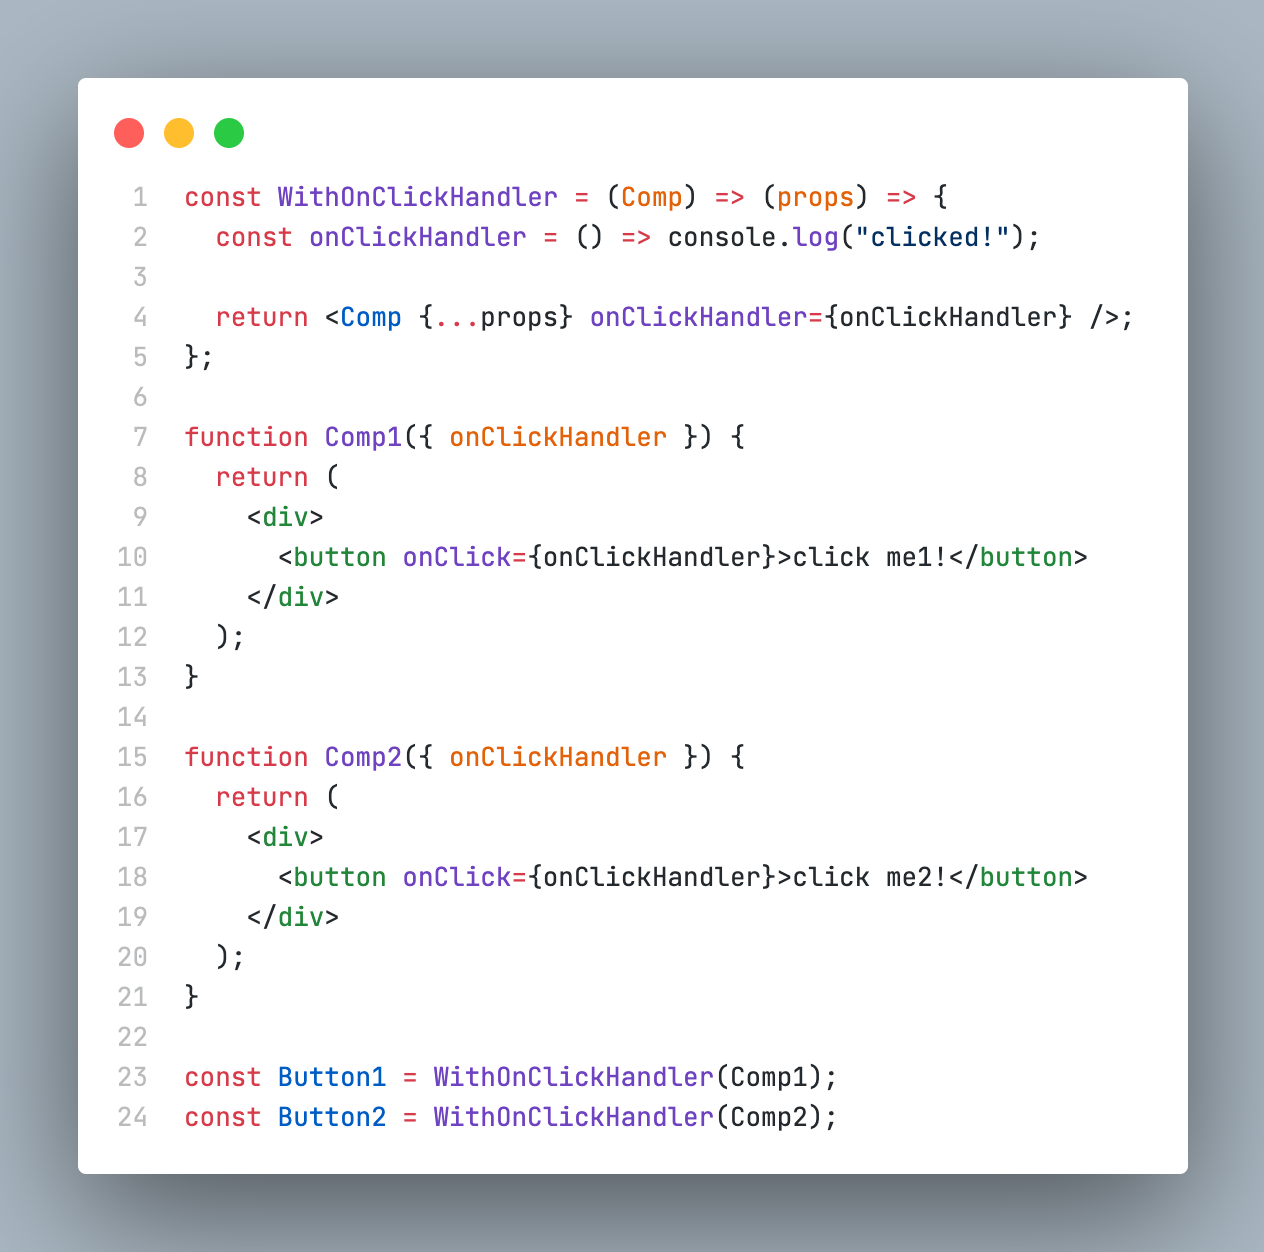 1 const WithOnClickHandler = (Comp) => (props) => {
2   const onClickHandler = () => console.log("clicked!");
3
4   return <Comp {...props} onClickHandler={onClickHandler} />;
5 };
6
7 function Comp1({ onClickHandler }) {
8   return (
9     <div>
10       <button onClick={onClickHandler}>click me1!</button>
11     </div>
12   );
13 }
14
15 function Comp2({ onClickHandler }) {
16   return (
17     <div>
18       <button onClick={onClickHandler}>click me2!</button>
19     </div>
20   );
21 }
22
23 const Button1 = WithOnClickHandler(Comp1);
24 const Button2 = WithOnClickHandler(Comp2);